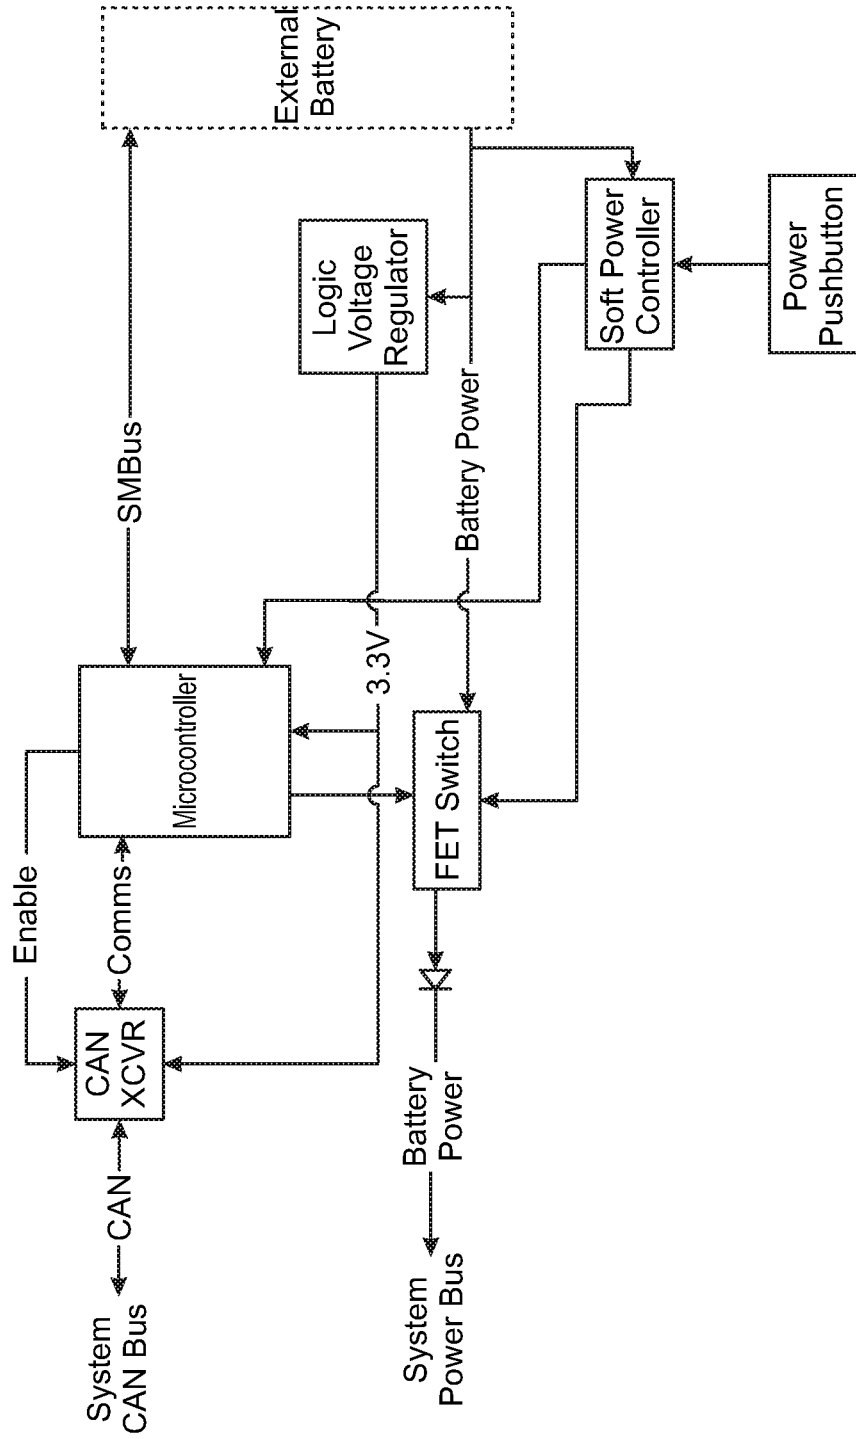 System
CAN Bus
CAN
CAN
XCVR
Enable
Comms
Microcontroller
SMBus
External
Battery
3.3V
Logic
Voltage
Regulator
System
Power Bus
Battery
Power
FET Switch
Battery Power
Soft Power
Controller
Power
Pushbutton